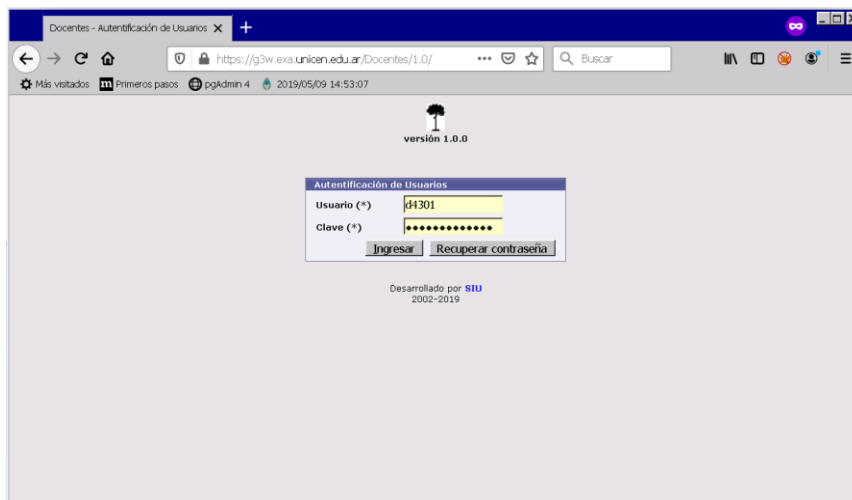 Docentes - Autentificación de Usuarios
https://g3w.exa.unicen.edu.ar/Docentes/1.0/
Buscar
Más visitados Primeros pasos pgAdmin 4 2019/05/09 14:53:07
versión 1.0.0
Autentificación de Usuarios
Usuario (*) d4301
Clave (*) •••••••••••••
Ingresar Recuperar contraseña
Desarrollado por SIU
2002-2019